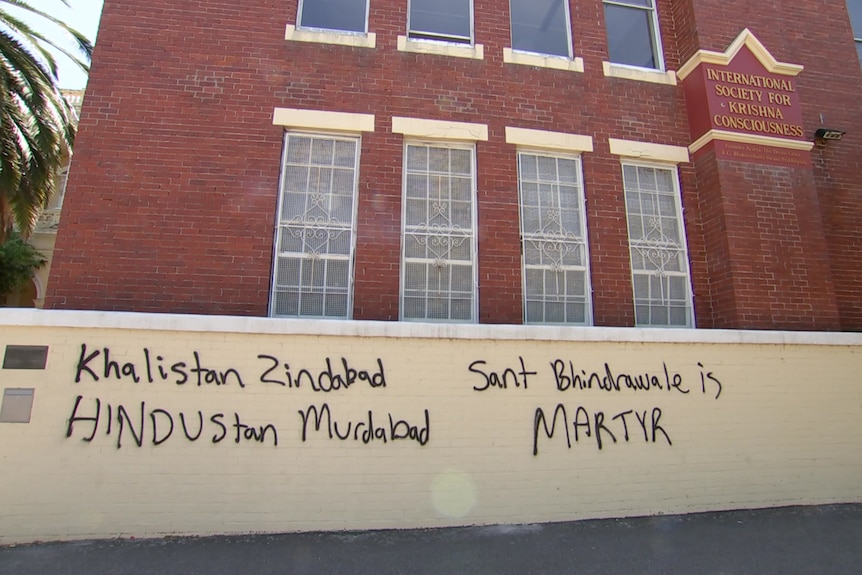 INTERNATIONAL
SOCIETY FOR
KRISHNA
CONSCIOUSNESS
Khalistan Zindabad
HINDUStan Murdabad
Sant Bhindrawale is
MARTYR